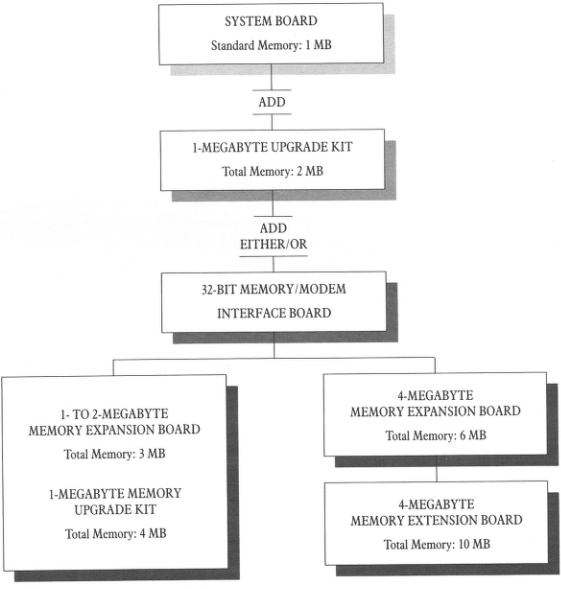 SYSTEM BOARD
Standard Memory: 1 MB
ADD
1-MEGABYTE UPGRADE KIT
Total Memory: 2 MB
ADD
EITHER/OR
32-BIT MEMORY/MODEM
INTERFACE BOARD
1- TO 2-MEGABYTE
MEMORY EXPANSION BOARD
Total Memory: 3 MB
1-MEGABYTE MEMORY
UPGRADE KIT
Total Memory: 4 MB
4-MEGABYTE
MEMORY EXPANSION BOARD
Total Memory: 6 MB
4-MEGABYTE
MEMORY EXTENSION BOARD
Total Memory: 10 MB